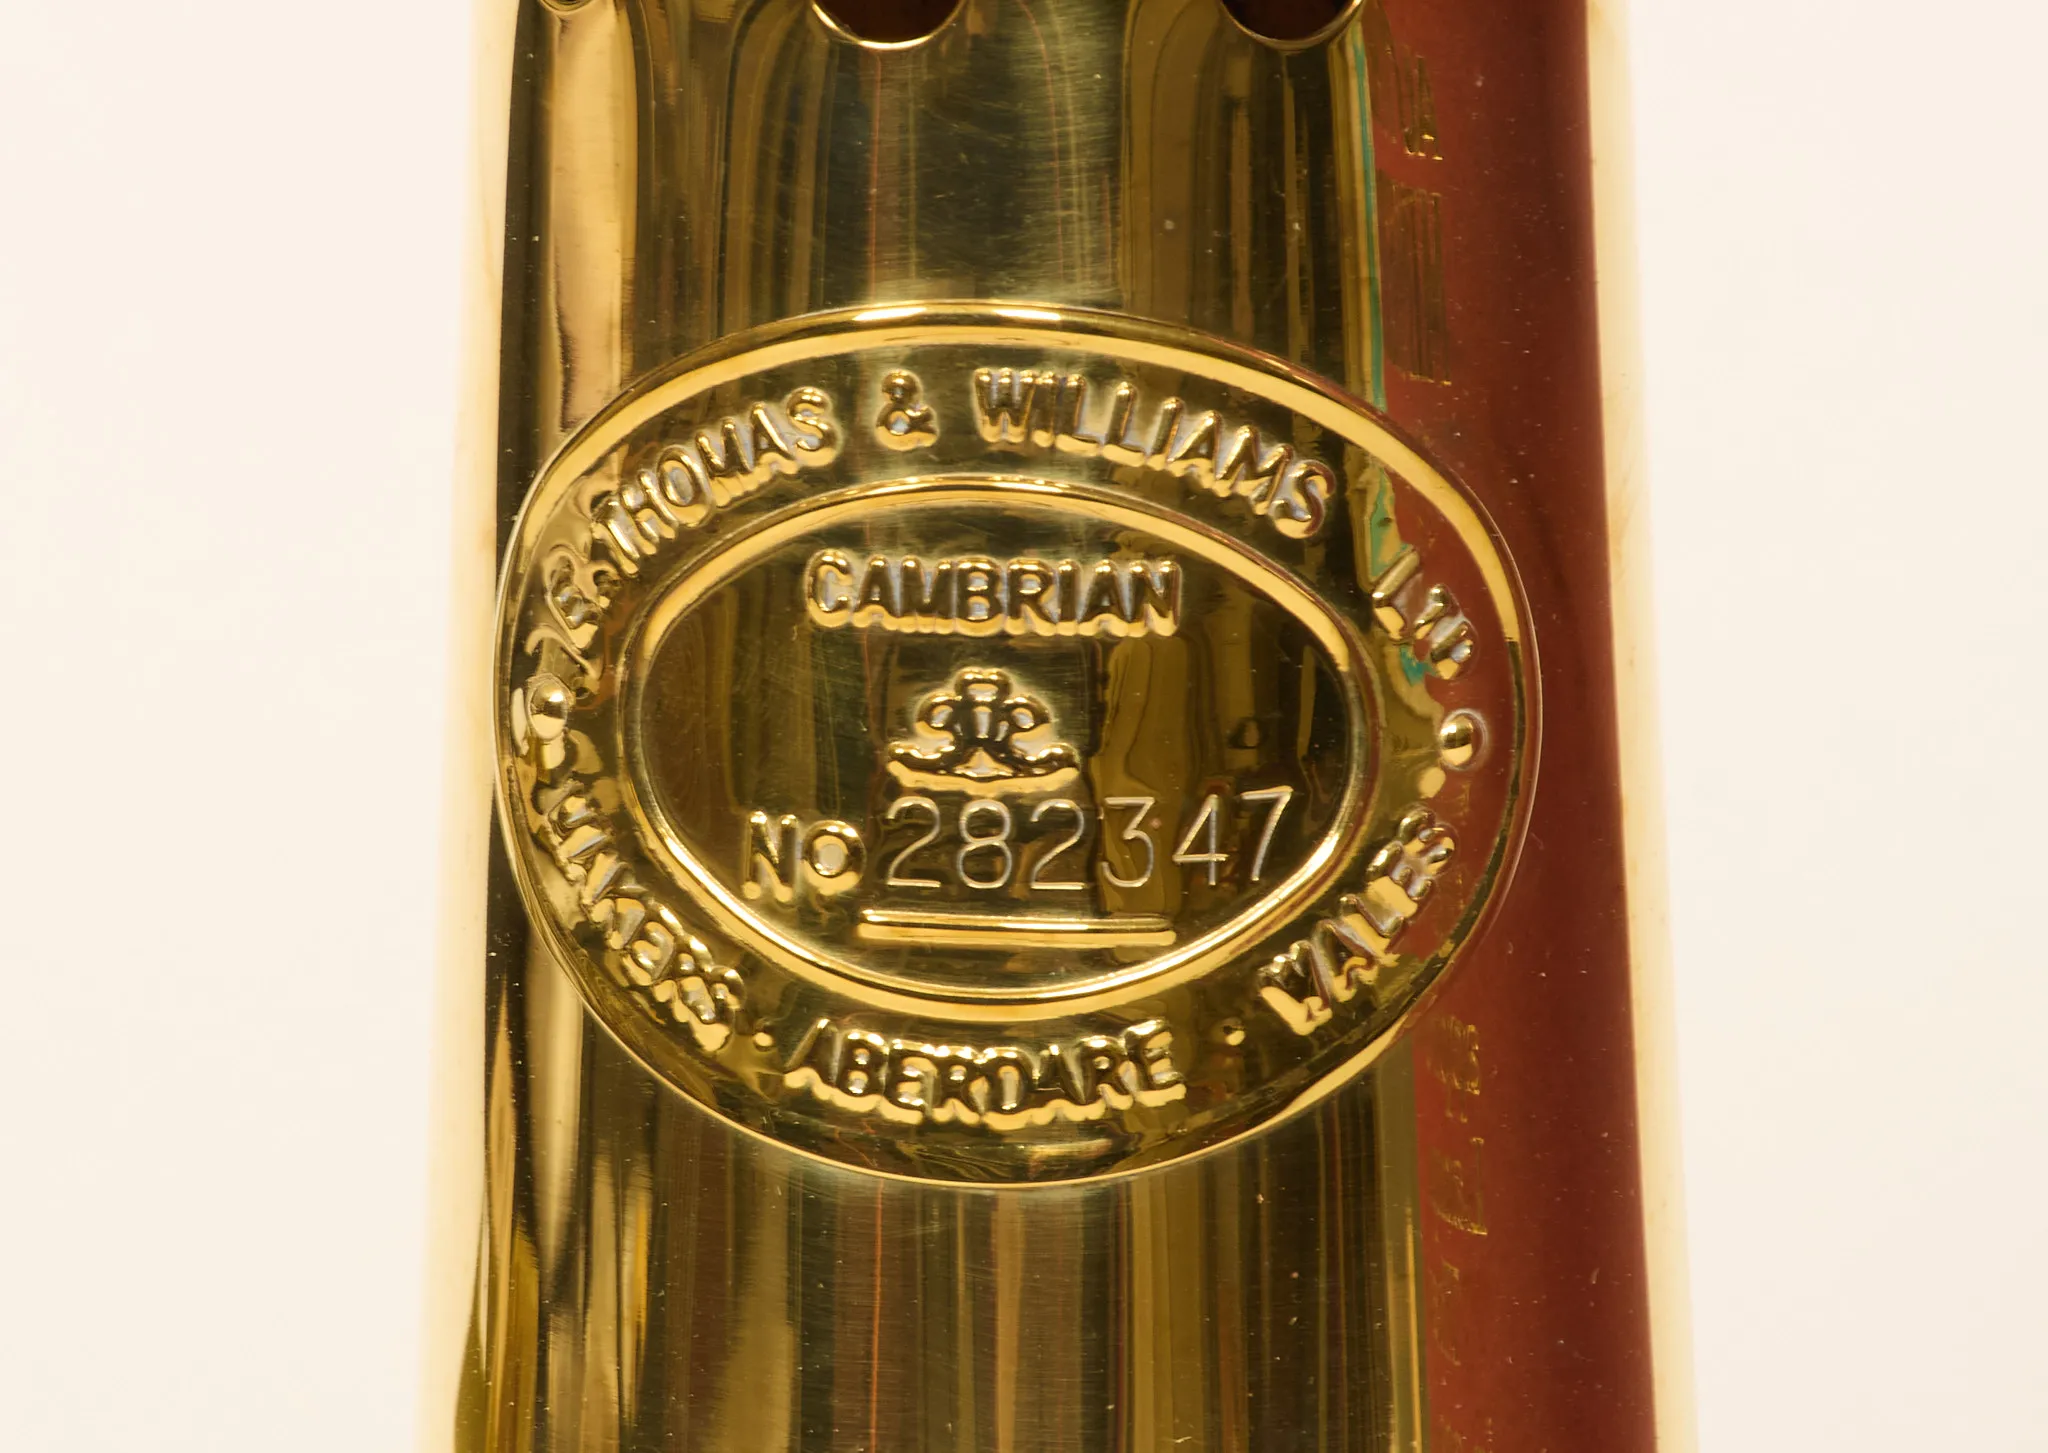 E. THOMAS & WILLIAMS LTD
CAMBRIAN
NO 282347
MAKERS · ABERDARE · WALES